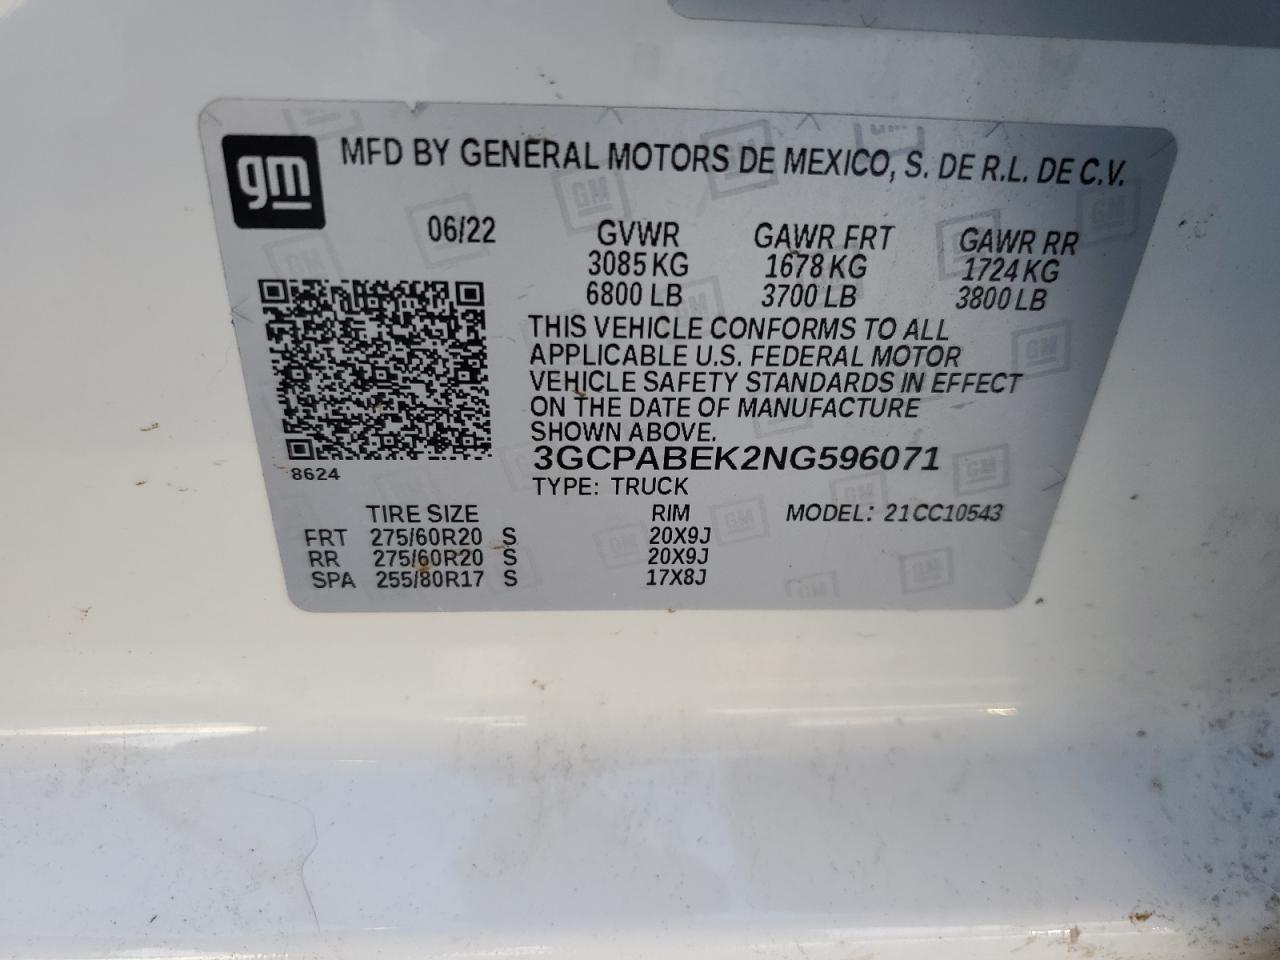 gm
MFD BY GENERAL MOTORS DE MEXICO, S. DE R.L. DE C.V.
06/22 GVWR GAWR FRT GAWR RR
3085 KG 1678 KG 1724 KG
6800 LB 3700 LB 3800 LB
THIS VEHICLE CONFORMS TO ALL
APPLICABLE U.S. FEDERAL MOTOR
VEHICLE SAFETY STANDARDS IN EFFECT
ON THE DATE OF MANUFACTURE
SHOWN ABOVE.
3GCPABEK2NG596071
8624
TYPE: TRUCK
TIRE SIZE RIM MODEL: 21CC10543
FRT 275/60R20 S 20X9J
RR 275/60R20 S 20X9J
SPA 255/80R17 S 17X8J